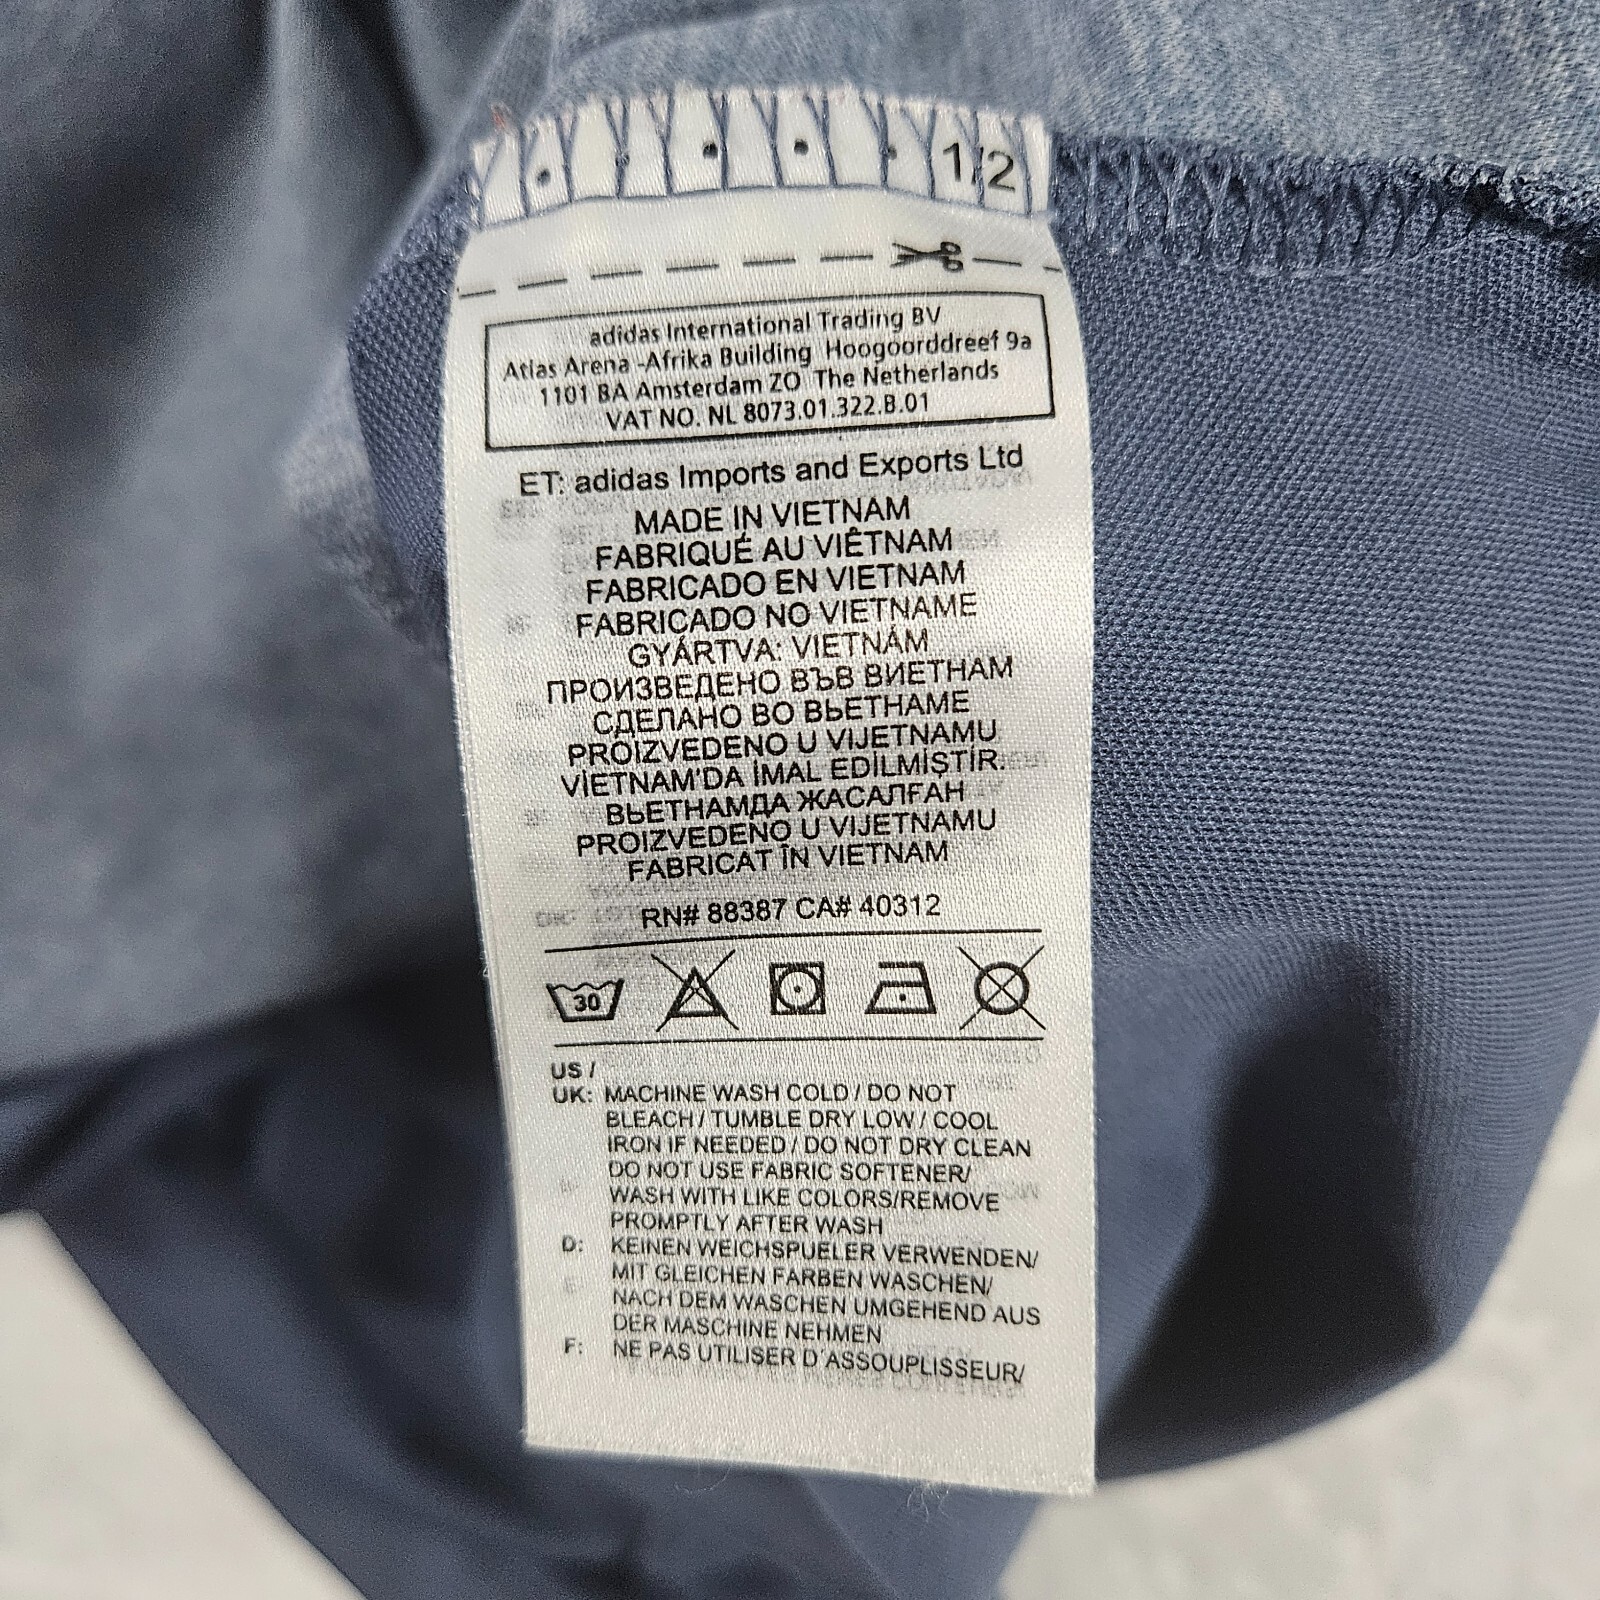 1/2
adidas International Trading BV
Atlas Arena -Afrika Building Hoogoorddreef 9a
1101 BA Amsterdam ZO The Netherlands
VAT NO. NL 8073.01.322.B.01
ET: adidas Imports and Exports Ltd
MADE IN VIETNAM
FABRIQUÉ AU VIÊTNAM
FABRICADO EN VIETNAM
FABRICADO NO VIETNAME
GYÁRTVA: VIETNÁM
ПРОИЗВЕДЕНО ВЪВ ВИЕТНАМ
СДЕЛАНО ВО ВЬЕТНАМЕ
PROIZVEDENO U VIJETNAMU
VİETNAM'DA İMAL EDİLMİŞTİR.
ВЬЕТНАМДА ЖАСАЛҒАН
PROIZVEDENO U VIJETNAMU
FABRICAT ÎN VIETNAM
RN# 88387 CA# 40312
30
US /
UK: MACHINE WASH COLD / DO NOT
BLEACH / TUMBLE DRY LOW / COOL
IRON IF NEEDED / DO NOT DRY CLEAN
DO NOT USE FABRIC SOFTENER/
WASH WITH LIKE COLORS/REMOVE
PROMPTLY AFTER WASH
D: KEINEN WEICHSPUELER VERWENDEN/
MIT GLEICHEN FARBEN WASCHEN/
NACH DEM WASCHEN UMGEHEND AUS
DER MASCHINE NEHMEN
F: NE PAS UTILISER D'ASSOUPLISSEUR/